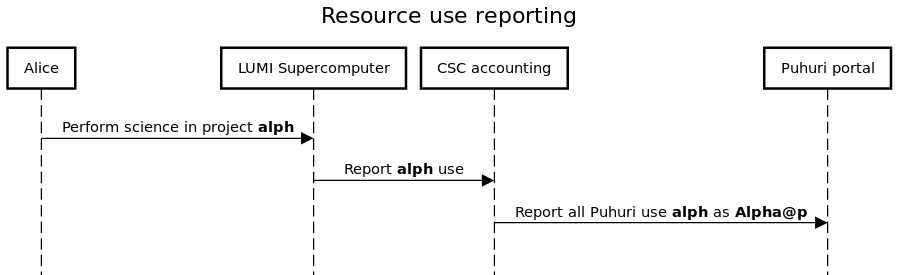 Resource use reporting
Alice
LUMI Supercomputer
CSC accounting
Puhuri portal
Perform science in project alph
Report alph use
Report all Puhuri use alph as Alpha@p